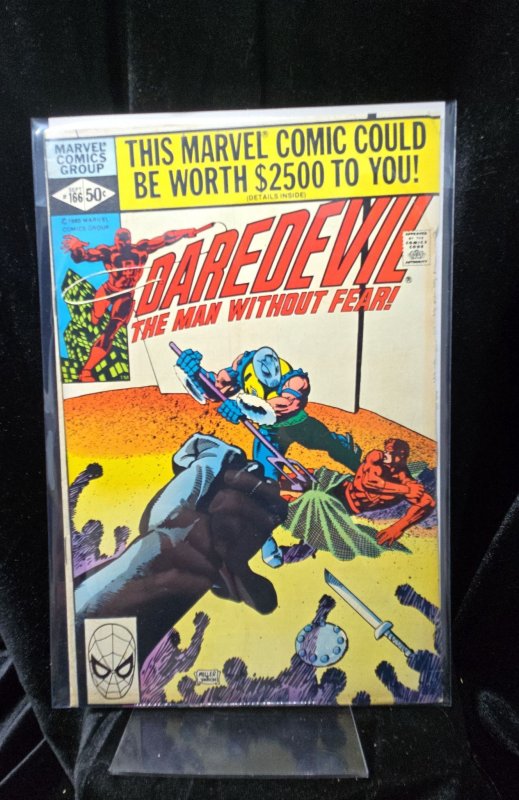 MARVEL
COMICS
GROUP
THIS MARVEL® COMIC COULD
BE WORTH $2500 TO YOU!
(DETAILS INSIDE)
SEPT
166
50¢
© 1980 MARVEL
COMICS GROUP
APPROVED
BY THE
COMICS
CODE
AUTHORITY
DAREDEVIL®
THE MAN WITHOUT FEAR!
MILLER